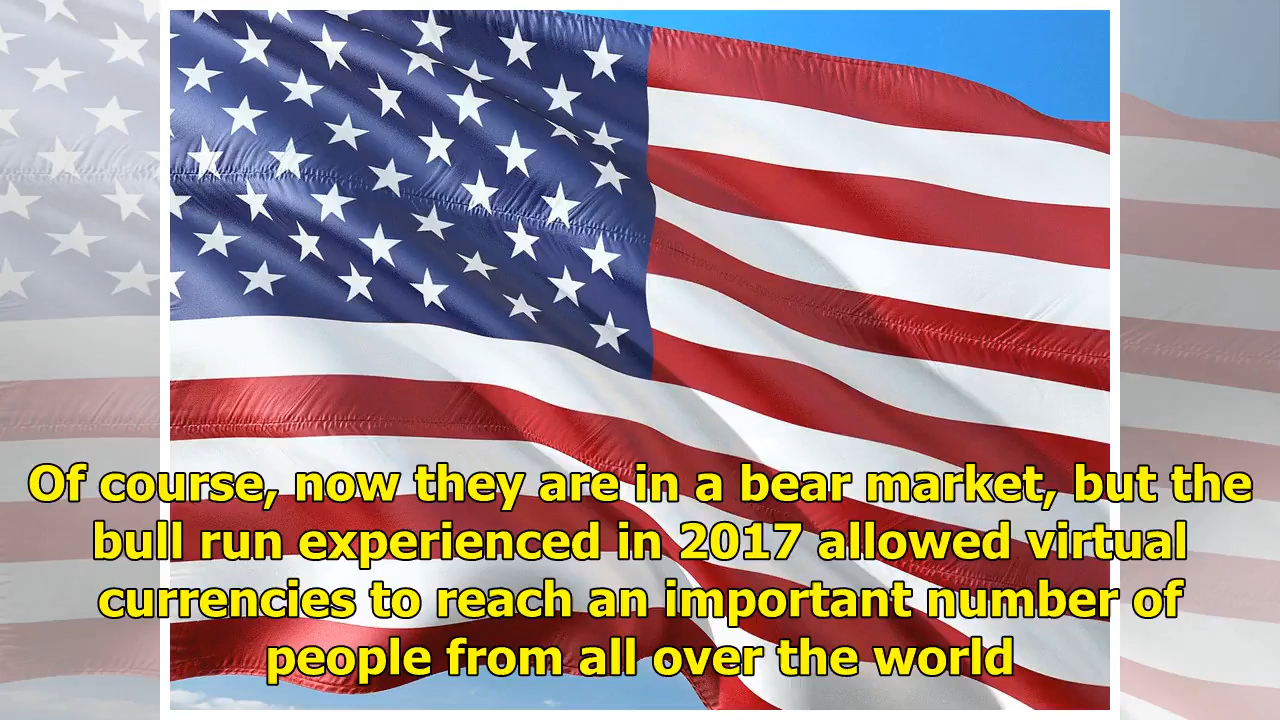 Of course, now they are in a bear market, but the
bull run experienced in 2017 allowed virtual
currencies to reach an important number of
people from all over the world